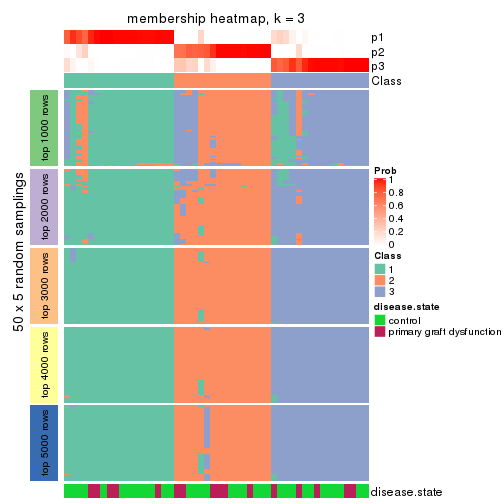 membership heatmap, k = 3
p1
p2
p3
Class
50 x 5 random samplings
top 1000 rows
top 2000 rows
top 3000 rows
top 4000 rows
top 5000 rows
Prob
1
0.8
0.6
0.4
0.2
0
Class
1
2
3
disease.state
control
primary graft dysfunction
disease.state